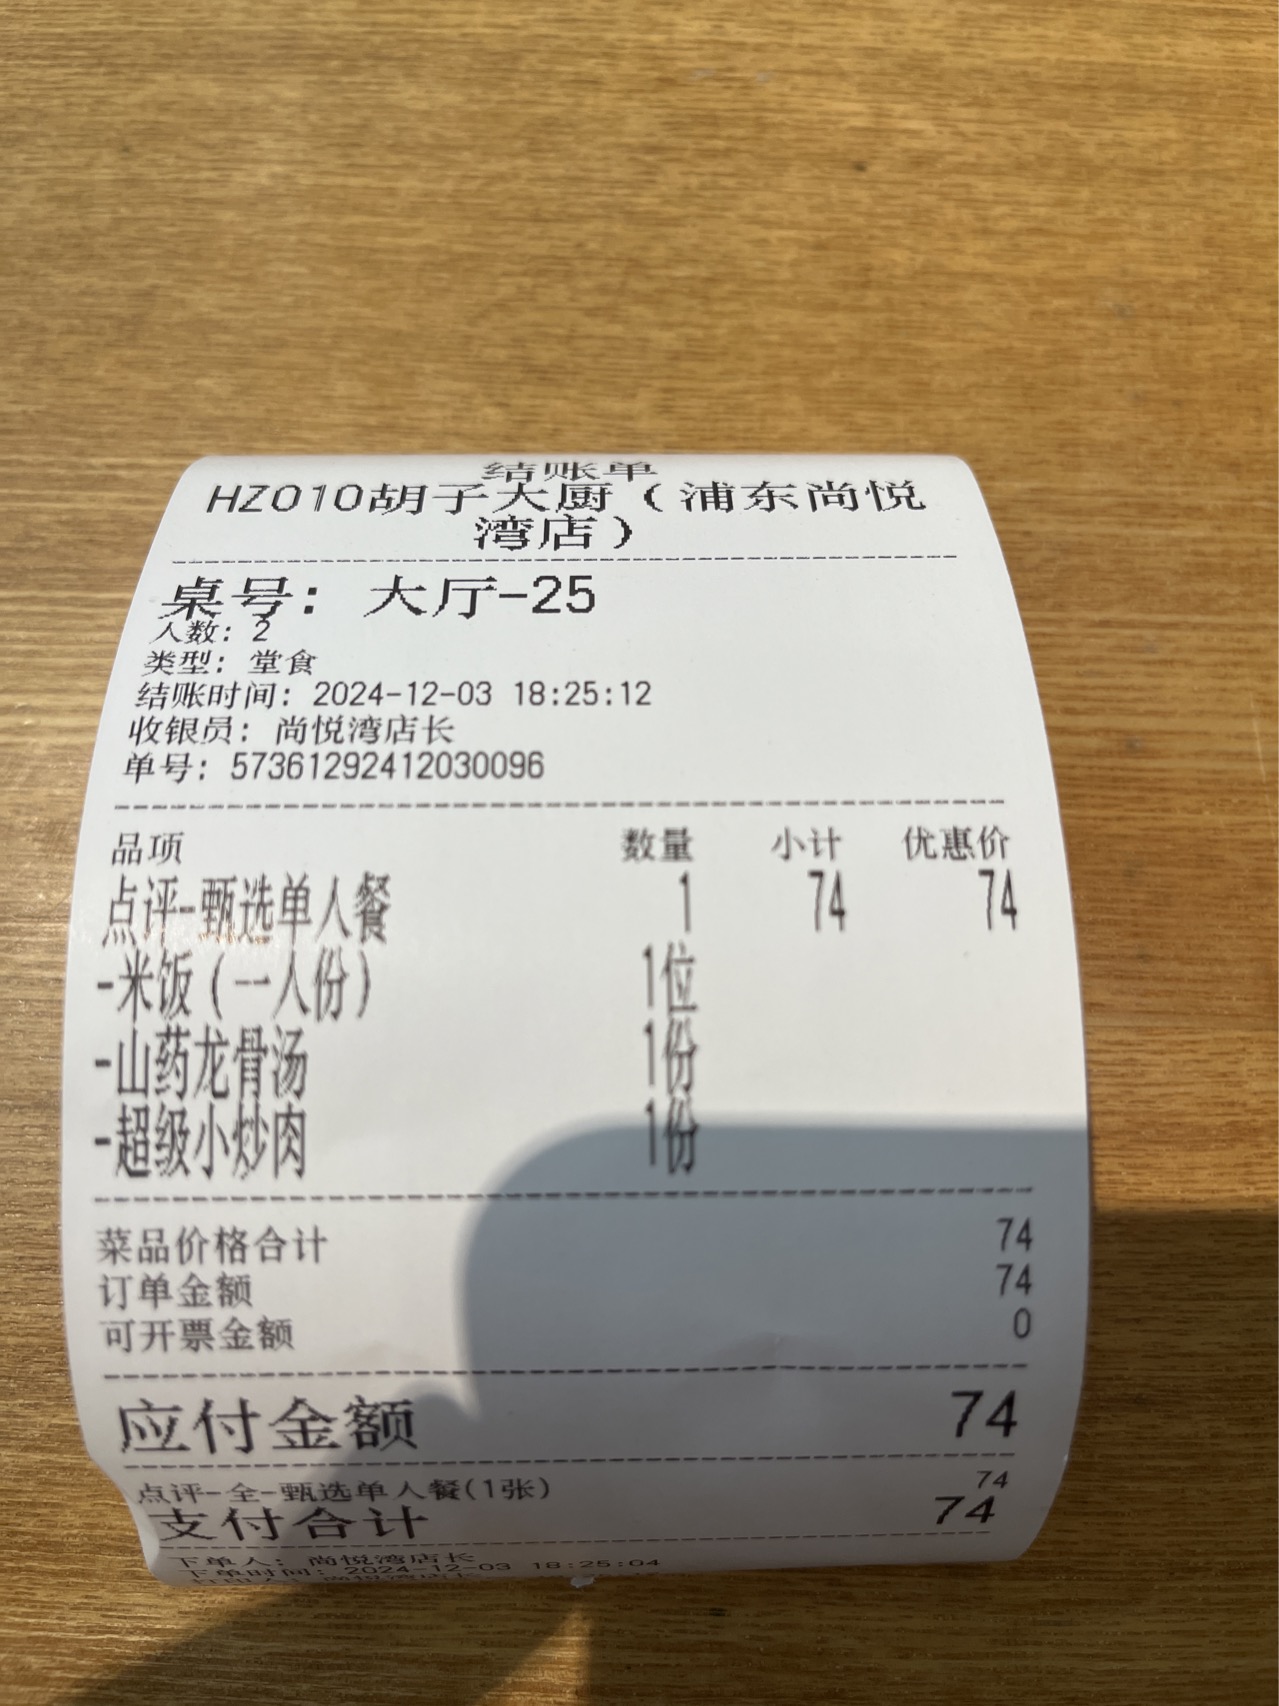 结账单
HZ010胡子大厨（浦东尚悦
湾店）
桌号：大厅-25
人数：2
类型：堂食
结账时间：2024-12-03 18:25:12
收银员：尚悦湾店长
单号：57361292412030096
品项 数量 小计 优惠价
点评-甄选单人餐 1 74 74
-米饭（一人份） 1位
-山药龙骨汤 1份
-超级小炒肉 1份
菜品价格合计 74
订单金额 74
可开票金额 0
应付金额 74
点评-全-甄选单人餐(1张) 74
支付合计 74
下单人：尚悦湾店长
下单时间：2024-12-03 18:25:04